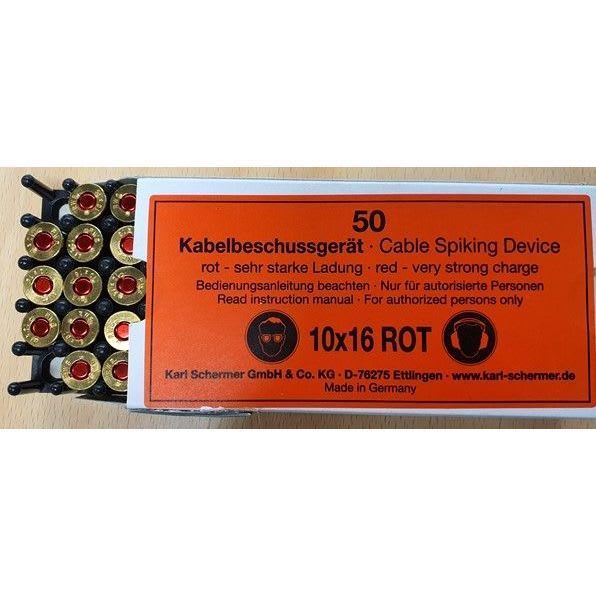 50
Kabelbeschussgerät · Cable Spiking Device
rot - sehr starke Ladung · red - very strong charge
Bedienungsanleitung beachten · Nur für autorisierte Personen
Read instruction manual · For authorized persons only
10x16 ROT
Karl Schermer GmbH & Co. KG · D-76275 Ettlingen · www.karl-schermer.de
Made in Germany